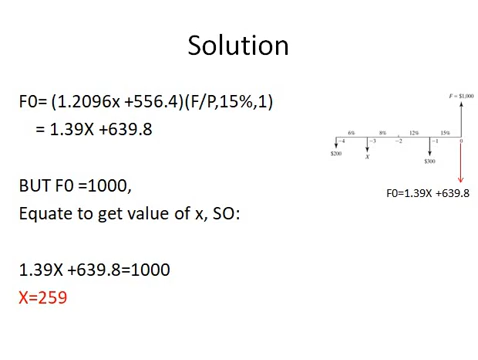 Solution
F0= (1.2096x +556.4)(F/P,15%,1)
= 1.39X +639.8
BUT F0 =1000,
Equate to get value of x, SO:
1.39X +639.8=1000
X=259
F = $1,000
6% 8% 12% 15%
-4 -3 -2 -1 0
$200 X $300
F0=1.39X +639.8